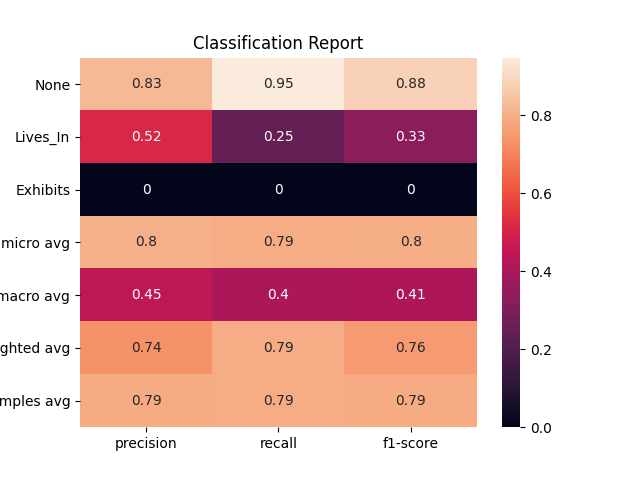 Classification Report
None 0.83 0.95 0.88
Lives_In 0.52 0.25 0.33
Exhibits 0 0 0
micro avg 0.8 0.79 0.8
macro avg 0.45 0.4 0.41
ghted avg 0.74 0.79 0.76
mples avg 0.79 0.79 0.79
precision recall f1-score
0.8
0.6
0.4
0.2
0.0